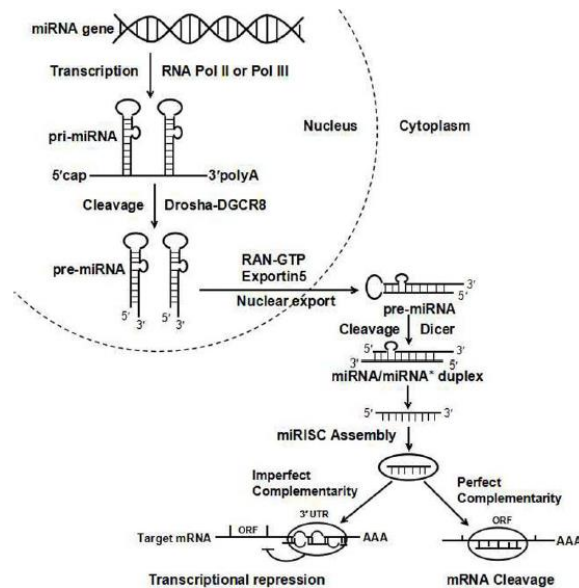 miRNA gene
Transcription RNA Pol II or Pol III
pri-miRNA
Nucleus Cytoplasm
5'cap 3'polyA
Cleavage Drosha-DGCR8
pre-miRNA
RAN-GTP
Exportin5
Nuclear export
5' 3' 5' 3'
3'
5'
pre-miRNA
Cleavage Dicer
5' 3'
3' 5'
miRNA/miRNA* duplex
5' 3'
miRISC Assembly
Imperfect
Complementarity
Perfect
Complementarity
3' UTR
ORF
Target mRNA ORF AAA
AAA
Transcriptional repression mRNA Cleavage